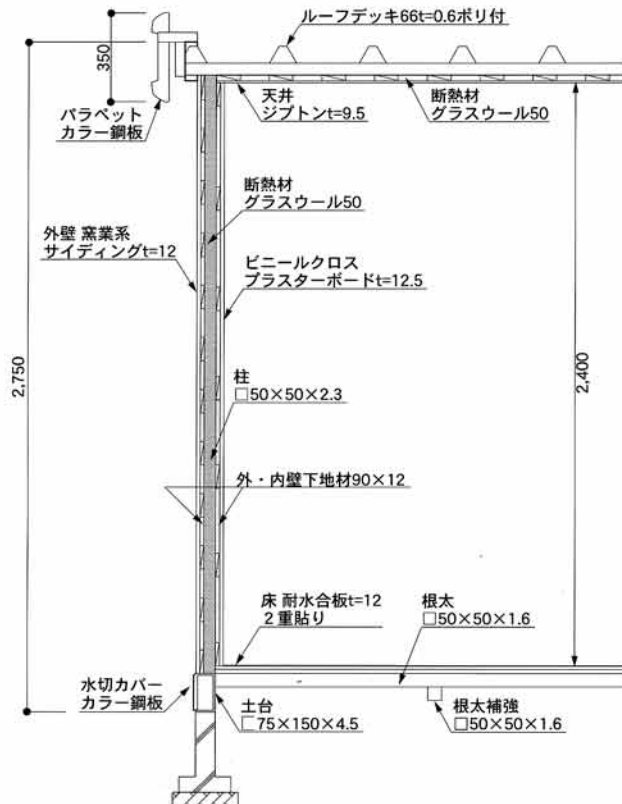 ルーフデッキ66t=0.6ポリ付
350
パラペット
カラー鋼板
天井
ジプトンt=9.5
断熱材
グラスウール50
断熱材
グラスウール50
外壁 窯業系
サイディングt=12
ビニールクロス
プラスターボードt=12.5
2,750
2,400
柱
□50×50×2.3
外・内壁下地材90×12
床 耐水合板t=12
2重貼り
根太
□50×50×1.6
水切カバー
カラー鋼板
土台
□75×150×4.5
根太補強
□50×50×1.6